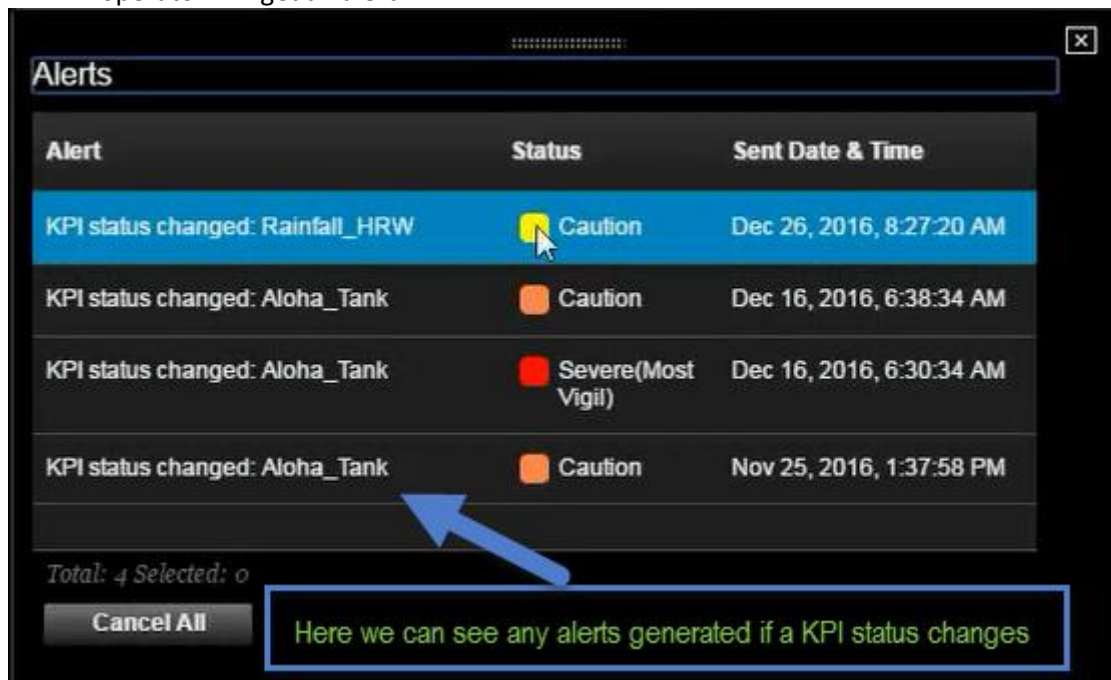 Alerts
Alert Status Sent Date & Time
KPI status changed: Rainfall_HRW Caution Dec 26, 2016, 8:27:20 AM
KPI status changed: Aloha_Tank Caution Dec 16, 2016, 6:38:34 AM
KPI status changed: Aloha_Tank Severe(Most Dec 16, 2016, 6:30:34 AM
Vigil)
KPI status changed: Aloha_Tank Caution Nov 25, 2016, 1:37:58 PM
Total: 4 Selected: 0
Cancel All
Here we can see any alerts generated if a KPI status changes